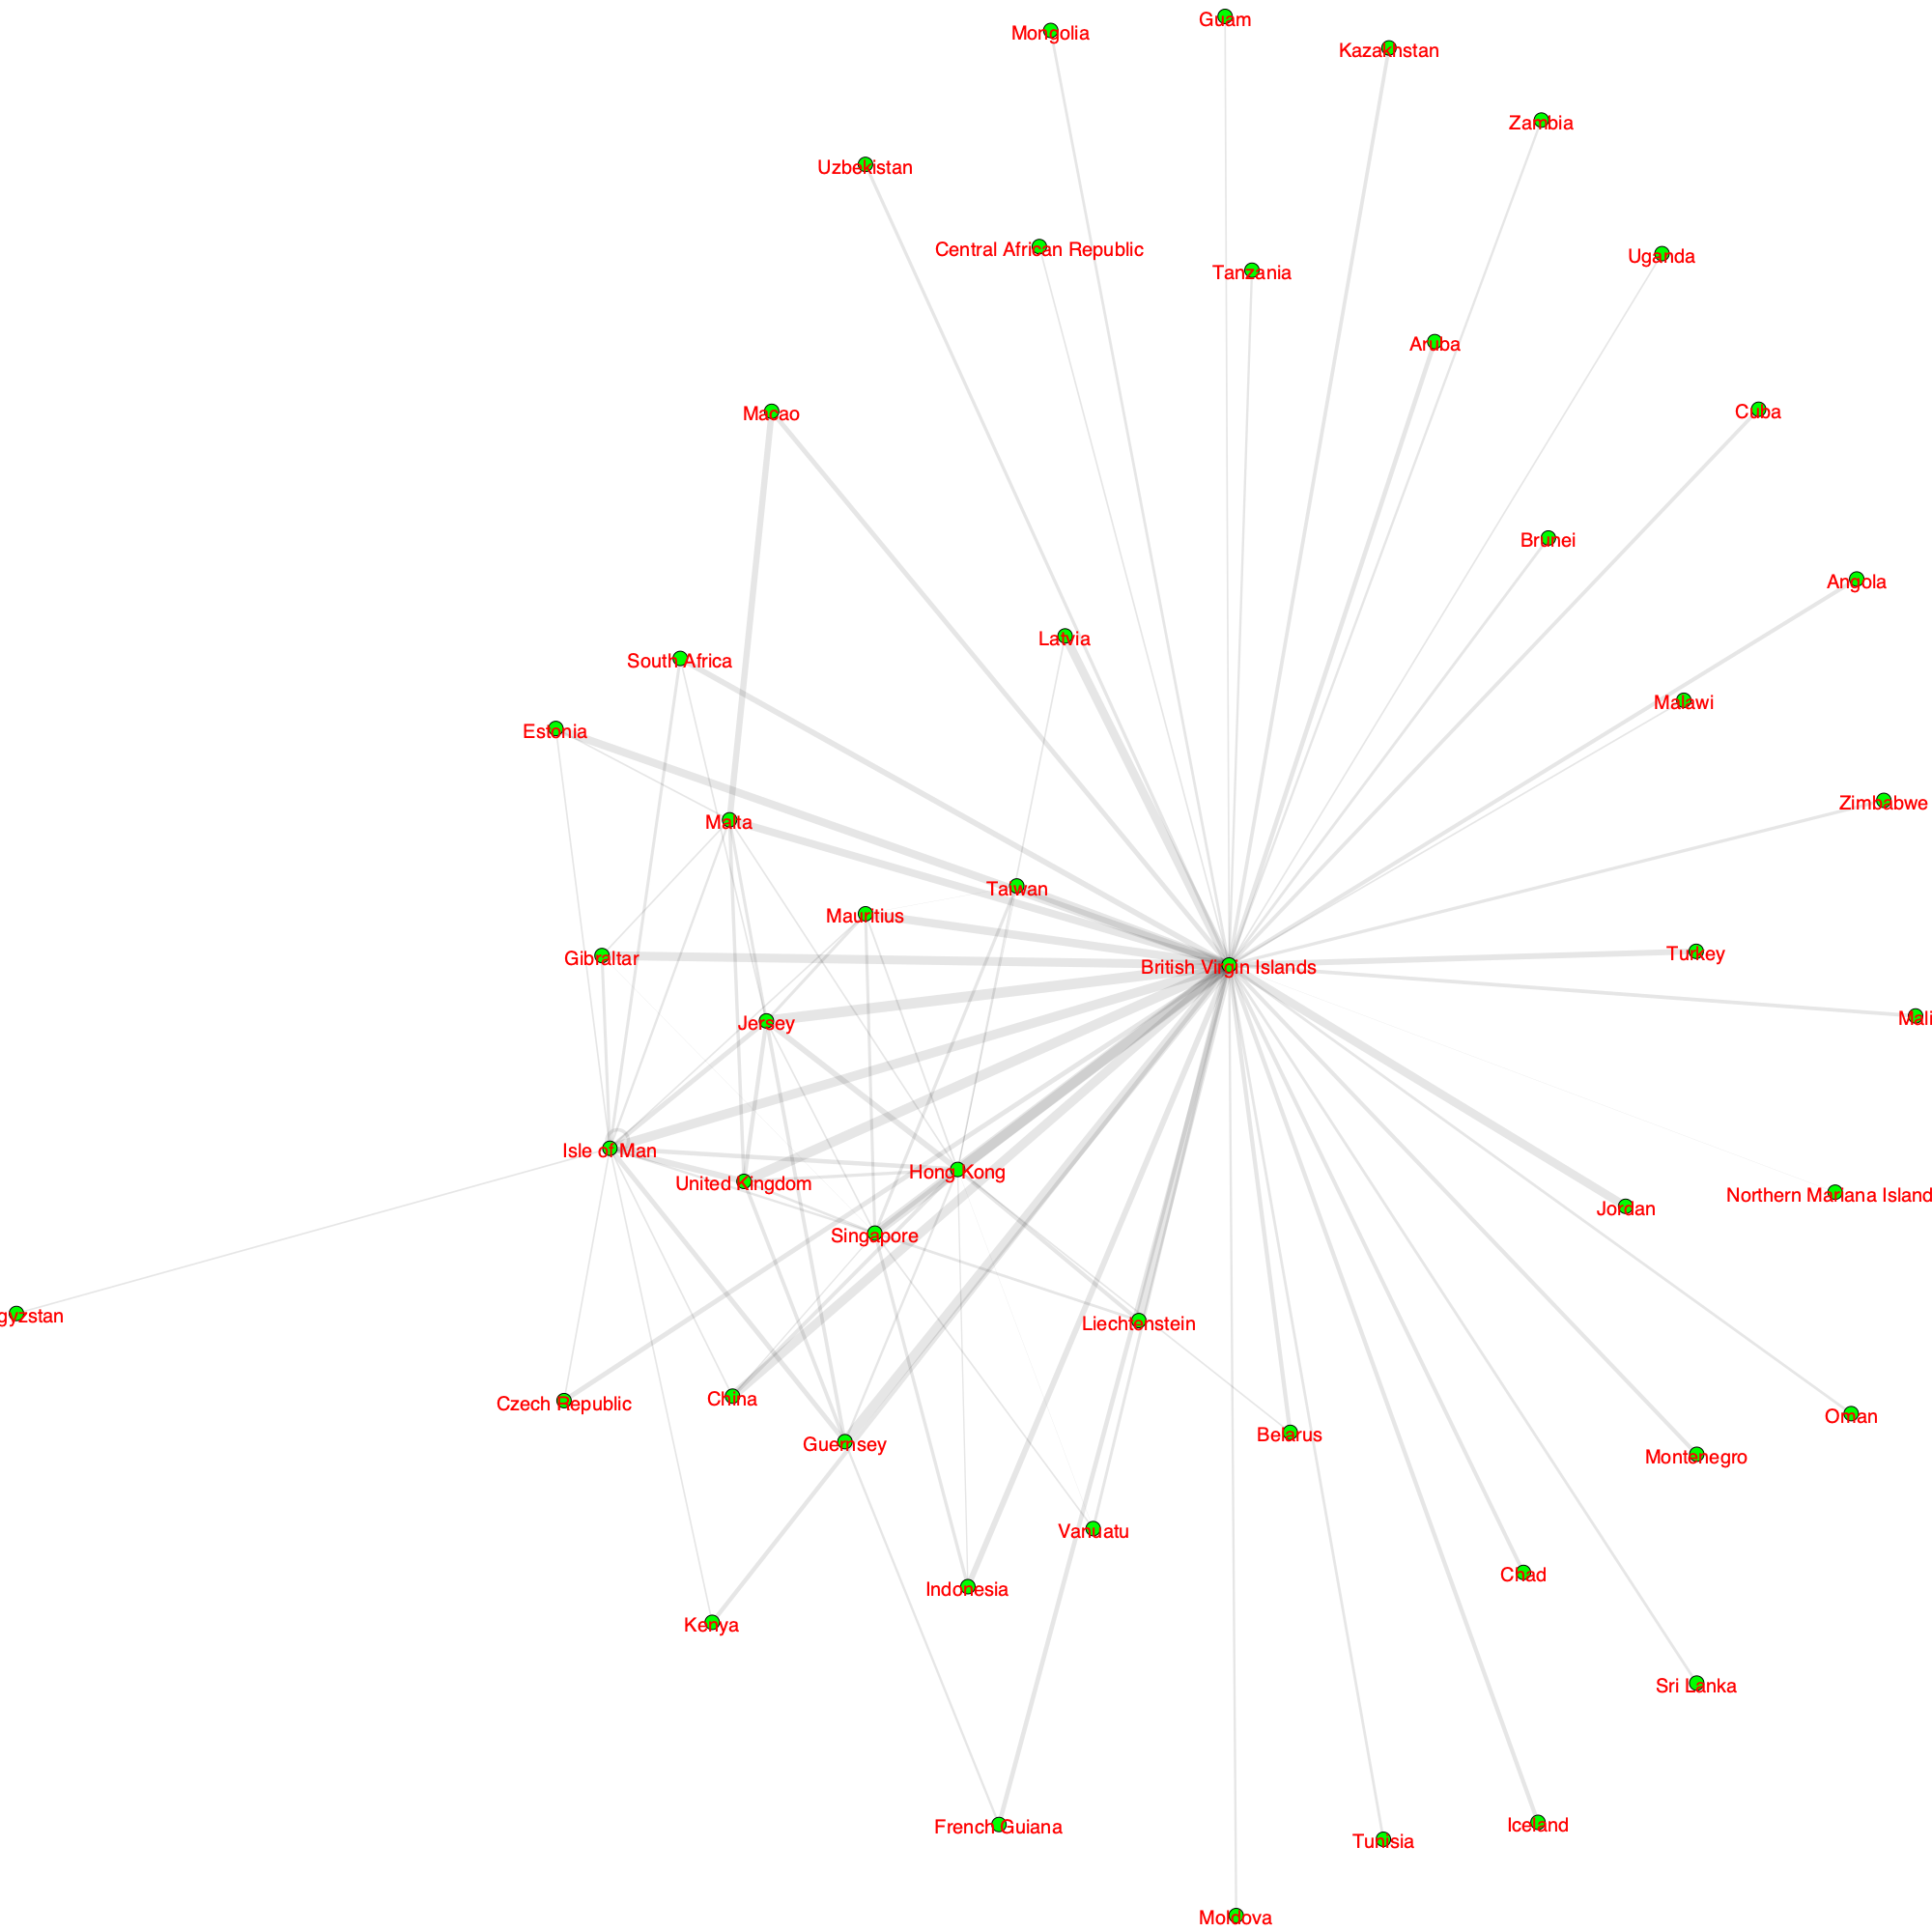 Guam
Mongolia
Kazakhstan
Zambia
Uzbekistan
Central African Republic
Uganda
Tanzania
Aruba
Cuba
Macao
Brunei
Angola
Latvia
South Africa
Malawi
Estonia
Zimbabwe
Malta
Taiwan
Mauritius
Turkey
Gibraltar
British Virgin Islands
Mali
Jersey
Isle of Man
Hong Kong
United Kingdom
Northern Mariana Island
Jordan
Singapore
gyzstan
Liechtenstein
China
Czech Republic
Oman
Belarus
Guernsey
Montenegro
Vanuatu
Chad
Indonesia
Kenya
Sri Lanka
Iceland
French Guiana
Tunisia
Moldova